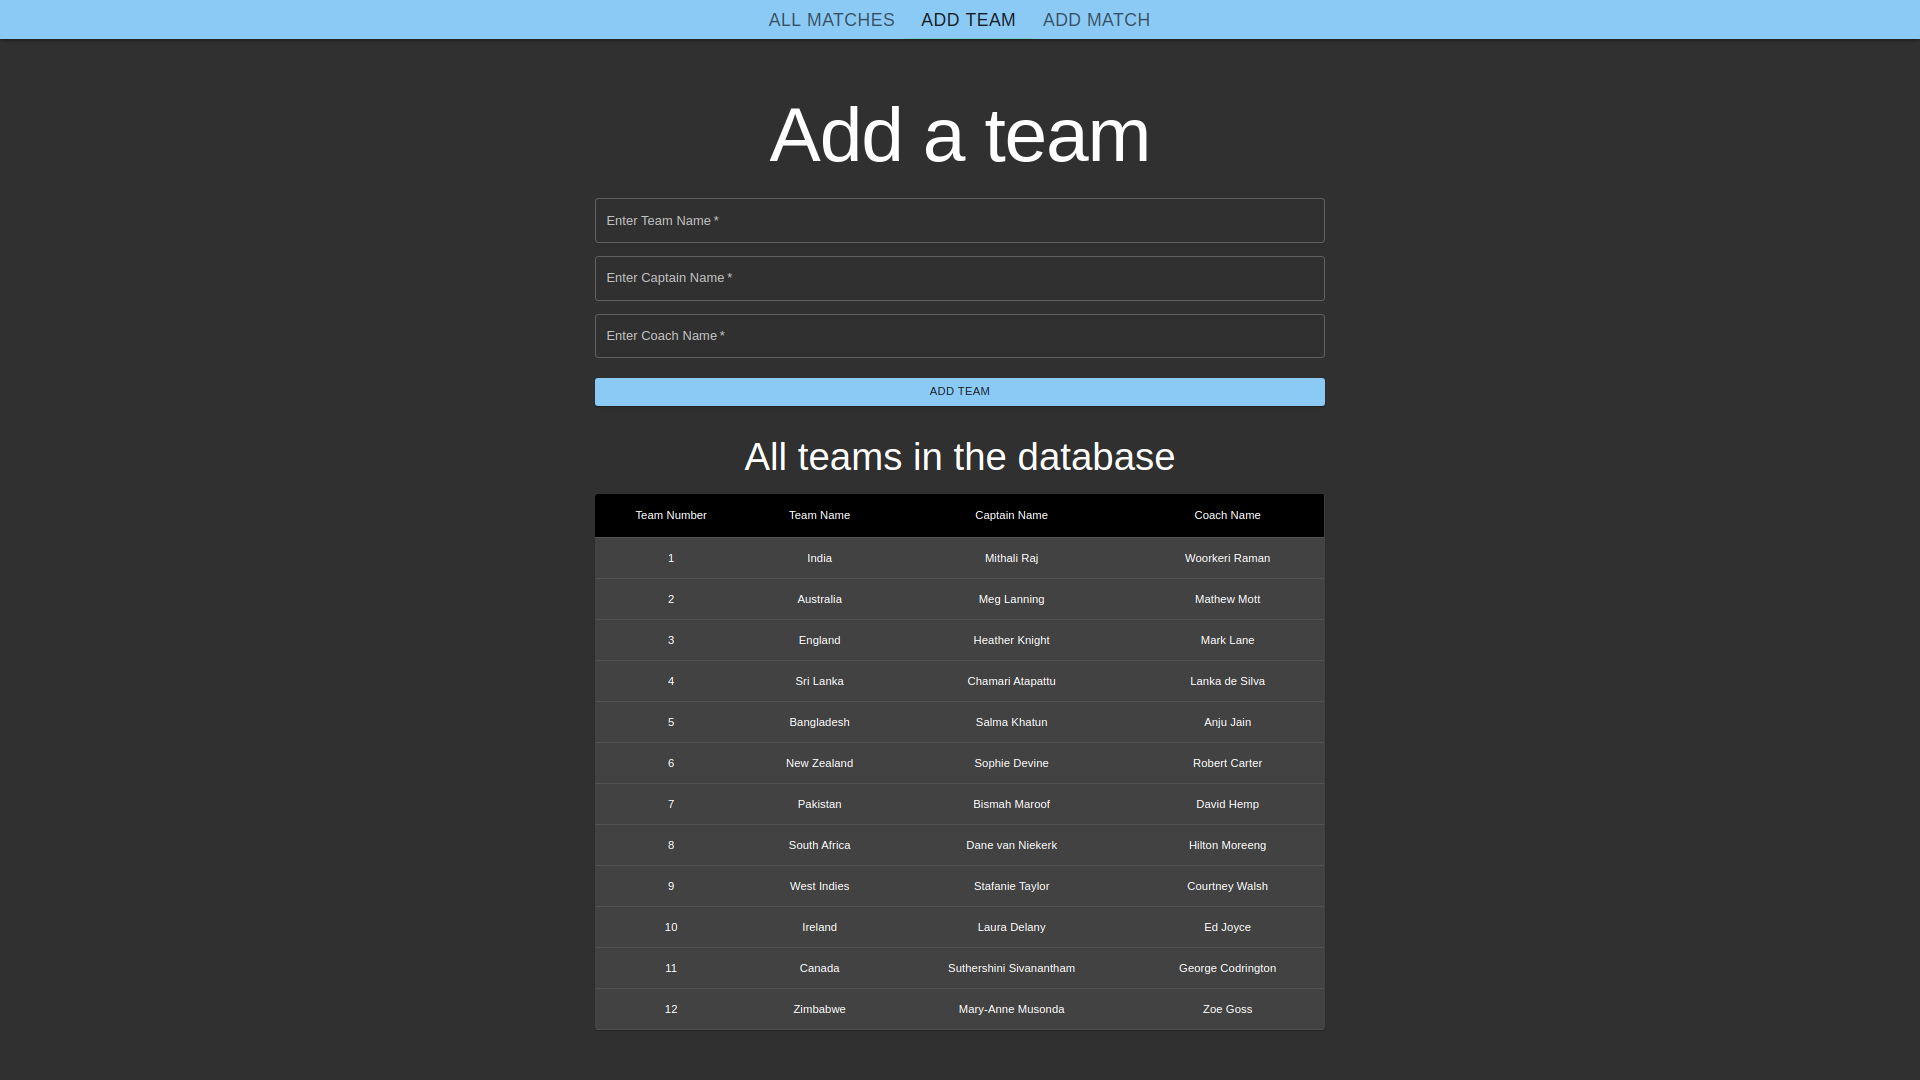 ALL MATCHES ADD TEAM ADD MATCH
Add a team
Enter Team Name *
Enter Captain Name *
Enter Coach Name *
ADD TEAM
All teams in the database
Team Number Team Name Captain Name Coach Name
1 India Mithali Raj Woorkeri Raman
2 Australia Meg Lanning Mathew Mott
3 England Heather Knight Mark Lane
4 Sri Lanka Chamari Atapattu Lanka de Silva
5 Bangladesh Salma Khatun Anju Jain
6 New Zealand Sophie Devine Robert Carter
7 Pakistan Bismah Maroof David Hemp
8 South Africa Dane van Niekerk Hilton Moreeng
9 West Indies Stafanie Taylor Courtney Walsh
10 Ireland Laura Delany Ed Joyce
11 Canada Suthershini Sivanantham George Codrington
12 Zimbabwe Mary-Anne Musonda Zoe Goss